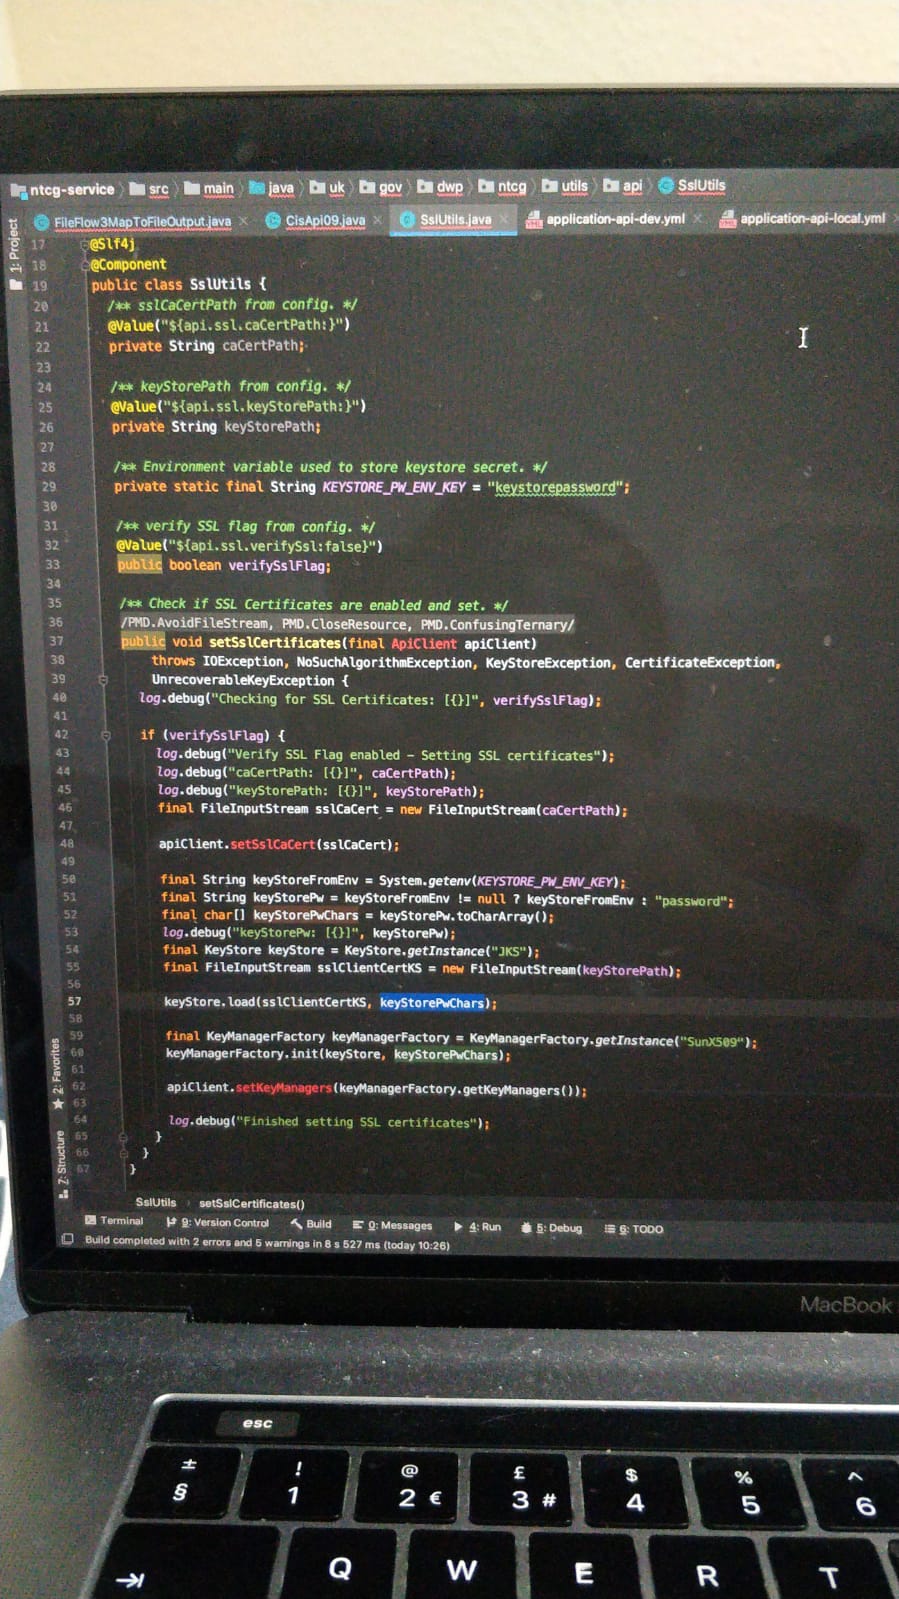 ntcg-service src main java uk gov dwp ntcg utils api SslUtils
FileFlow3MapToFileOutput.java CisApi09.java SslUtils.java application-api-dev.yml application-api-local.yml
1: Project
17 @Slf4j
18 @Component
19 public class SslUtils {
20 /** sslCaCertPath from config. */
21 @Value("${api.ssl.caCertPath:}")
22 private String caCertPath;
23
24 /** keyStorePath from config. */
25 @Value("${api.ssl.keyStorePath:}")
26 private String keyStorePath;
27
28 /** Environment variable used to store keystore secret. */
29 private static final String KEYSTORE_PW_ENV_KEY = "keystorepassword";
30
31 /** verify SSL flag from config. */
32 @Value("${api.ssl.verifySsl:false}")
33 public boolean verifySslFlag;
34
35 /** Check if SSL Certificates are enabled and set. */
36 /PMD.AvoidFileStream, PMD.CloseResource, PMD.ConfusingTernary/
37 public void setSslCertificates(final ApiClient apiClient)
38 throws IOException, NoSuchAlgorithmException, KeyStoreException, CertificateException,
39 UnrecoverableKeyException {
40 log.debug("Checking for SSL Certificates: [{}]", verifySslFlag);
41
42 if (verifySslFlag) {
43 log.debug("Verify SSL Flag enabled - Setting SSL certificates");
44 log.debug("caCertPath: [{}]", caCertPath);
45 log.debug("keyStorePath: [{}]", keyStorePath);
46 final FileInputStream sslCaCert = new FileInputStream(caCertPath);
47
48 apiClient.setSslCaCert(sslCaCert);
49
50 final String keyStoreFromEnv = System.getenv(KEYSTORE_PW_ENV_KEY);
51 final String keyStorePw = keyStoreFromEnv != null ? keyStoreFromEnv : "password";
52 final char[] keyStorePwChars = keyStorePw.toCharArray();
53 log.debug("keyStorePw: [{}]", keyStorePw);
54 final KeyStore keyStore = KeyStore.getInstance("JKS");
55 final FileInputStream sslClientCertKS = new FileInputStream(keyStorePath);
56
57 keyStore.load(sslClientCertKS, keyStorePwChars);
58
59 final KeyManagerFactory keyManagerFactory = KeyManagerFactory.getInstance("SunX509");
60 keyManagerFactory.init(keyStore, keyStorePwChars);
61
62 apiClient.setKeyManagers(keyManagerFactory.getKeyManagers());
63
64 log.debug("Finished setting SSL certificates");
65 }
66 }
67 }
2: Favorites
7: Structure
SslUtils setSslCertificates()
Terminal 9: Version Control Build 0: Messages 4: Run 5: Debug 6: TODO
Build completed with 2 errors and 5 warnings in 8 s 527 ms (today 10:26)
MacBook
esc
± ! @ £ $ % ^
§ 1 2 € 3 # 4 5 6
Q W E R T